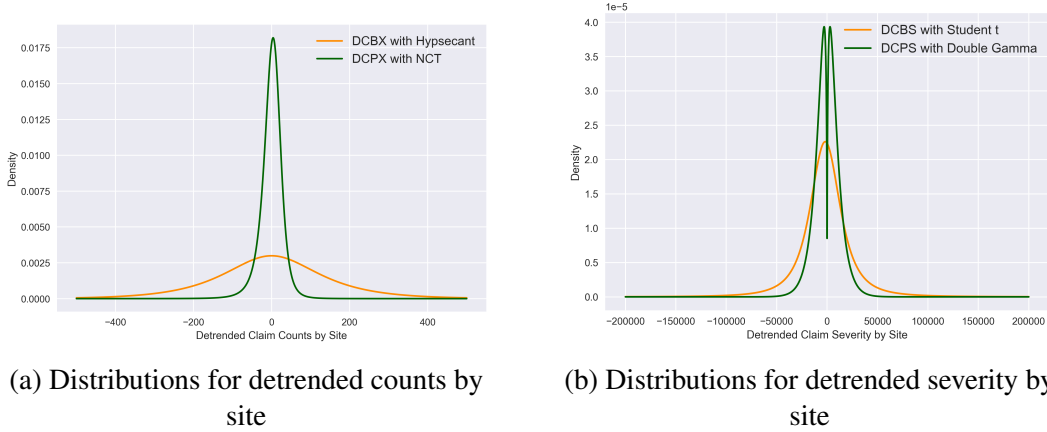 DCBX with Hypsecant
DCPX with NCT
0.0175
0.0150
0.0125
0.0100
0.0075
0.0050
0.0025
0.0000
Density
−400
−200
0
200
400
Detrended Claim Counts by Site
(a) Distributions for detrended counts by
site
1e−5
DCBS with Student t
DCPS with Double Gamma
4.0
3.5
3.0
2.5
2.0
1.5
1.0
0.5
0.0
Density
−200000
−150000
−100000
−50000
0
50000
100000
150000
200000
Detrended Claim Severity by Site
(b) Distributions for detrended severity by
site